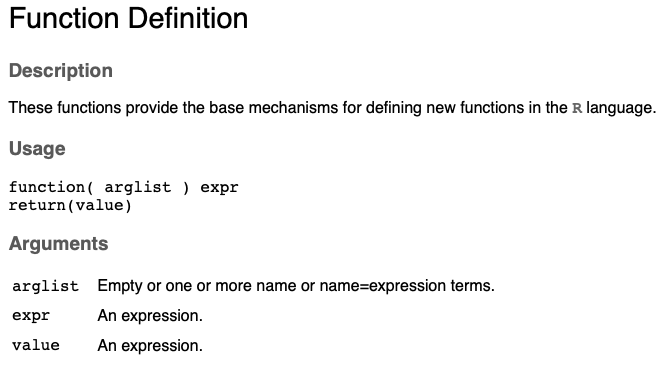 Function Definition
Description
These functions provide the base mechanisms for defining new functions in the R language.
Usage
function( arglist ) expr
return(value)
Arguments
arglist Empty or one or more name or name=expression terms.
expr An expression.
value An expression.